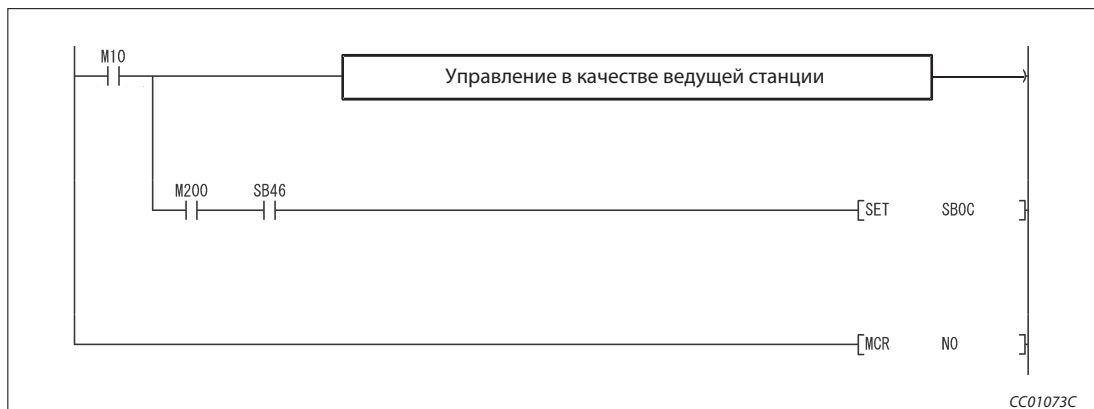 M10
Управление в качестве ведущей станции
M200 SB46
[SET SB0C ]
[MCR N0 ]
CC01073C